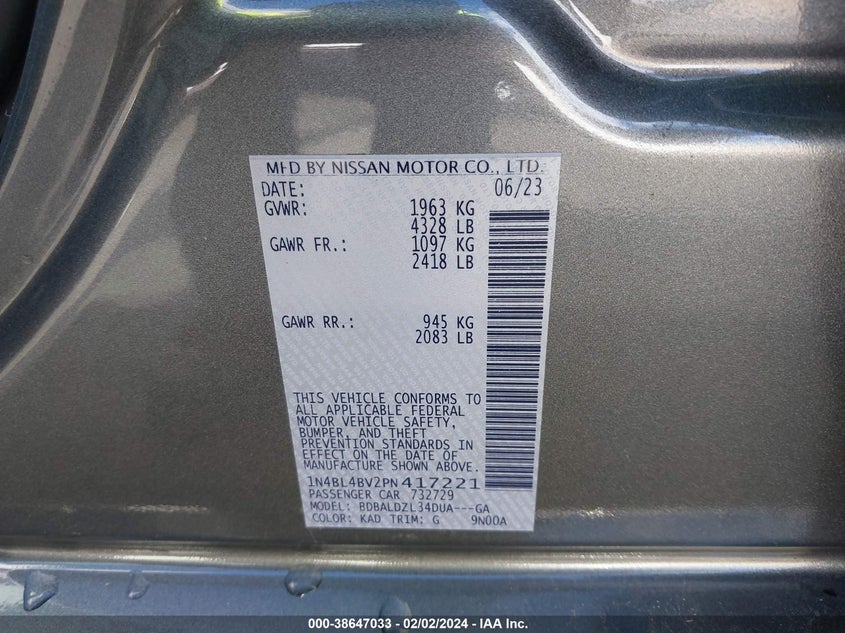 MFD BY NISSAN MOTOR CO., LTD.
DATE: 06/23
GVWR: 1963 KG
4328 LB
GAWR FR.: 1097 KG
2418 LB
GAWR RR.: 945 KG
2083 LB
THIS VEHICLE CONFORMS TO
ALL APPLICABLE FEDERAL
MOTOR VEHICLE SAFETY,
BUMPER, AND THEFT
PREVENTION STANDARDS IN
EFFECT ON THE DATE OF
MANUFACTURE SHOWN ABOVE.
1N4BL4BV2PN417221
PASSENGER CAR 732729
MODEL: BDBALDZL34DUA---GA
COLOR: KAD TRIM: G 9N00A
000-38647033 - 02/02/2024 - IAA Inc.